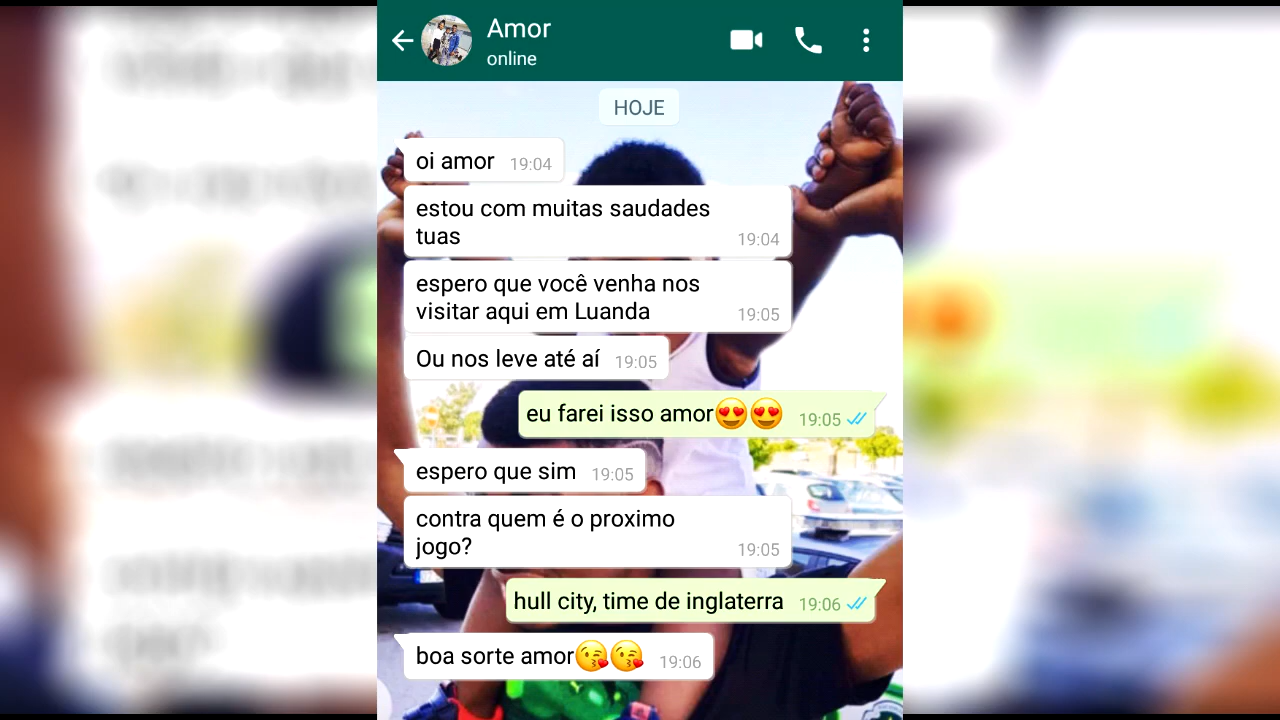 Amor
online
HOJE
oi amor 19:04
estou com muitas saudades
tuas 19:04
espero que você venha nos
visitar aqui em Luanda 19:05
Ou nos leve até aí 19:05
eu farei isso amor😍😍 19:05
espero que sim 19:05
contra quem é o proximo
jogo? 19:05
hull city, time de inglaterra 19:06
boa sorte amor😘😘 19:06